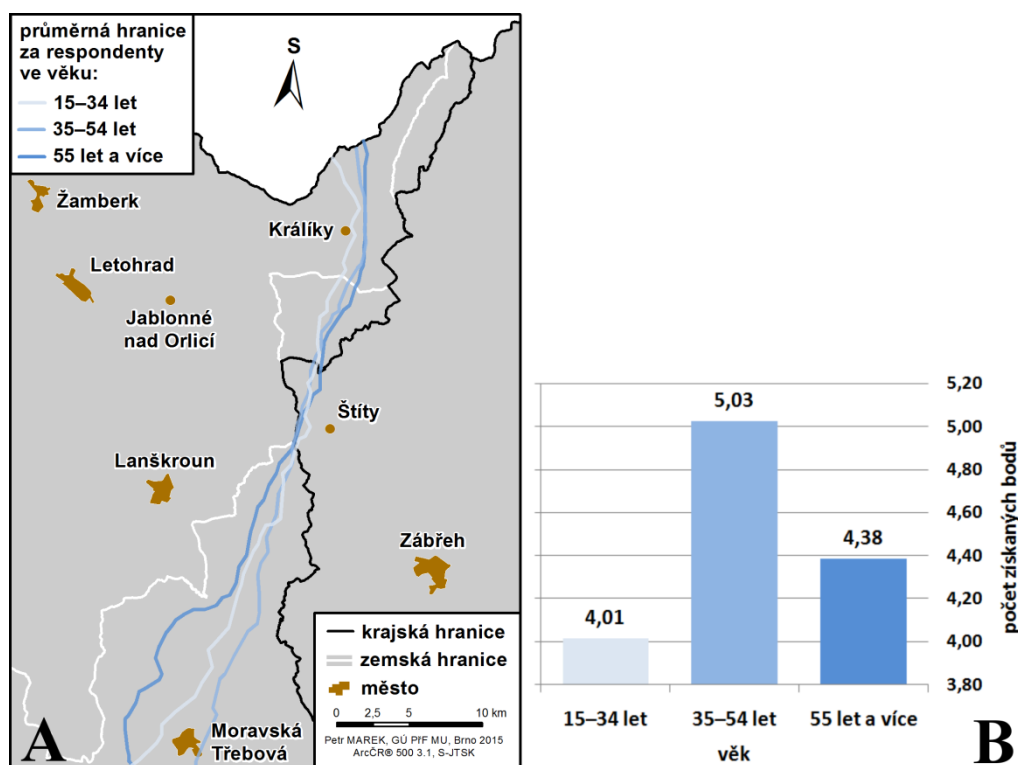 průměrná hranice
za respondenty
ve věku:
15–34 let
35–54 let
55 let a více
S
Žamberk
Králíky
Letohrad
Jablonné
nad Orlicí
Štíty
Lanškroun
Zábřeh
Moravská
Třebová
krajská hranice
zemská hranice
město
0 2,5 5 10 km
Petr MAREK, GÚ PřF MU, Brno 2015
ArcČR® 500 3.1, S-JTSK
A
5,20
5,00
4,80
4,60
4,40
4,20
4,00
3,80
počet získaných bodů
4,01
5,03
4,38
15–34 let
35–54 let
55 let a více
věk
B